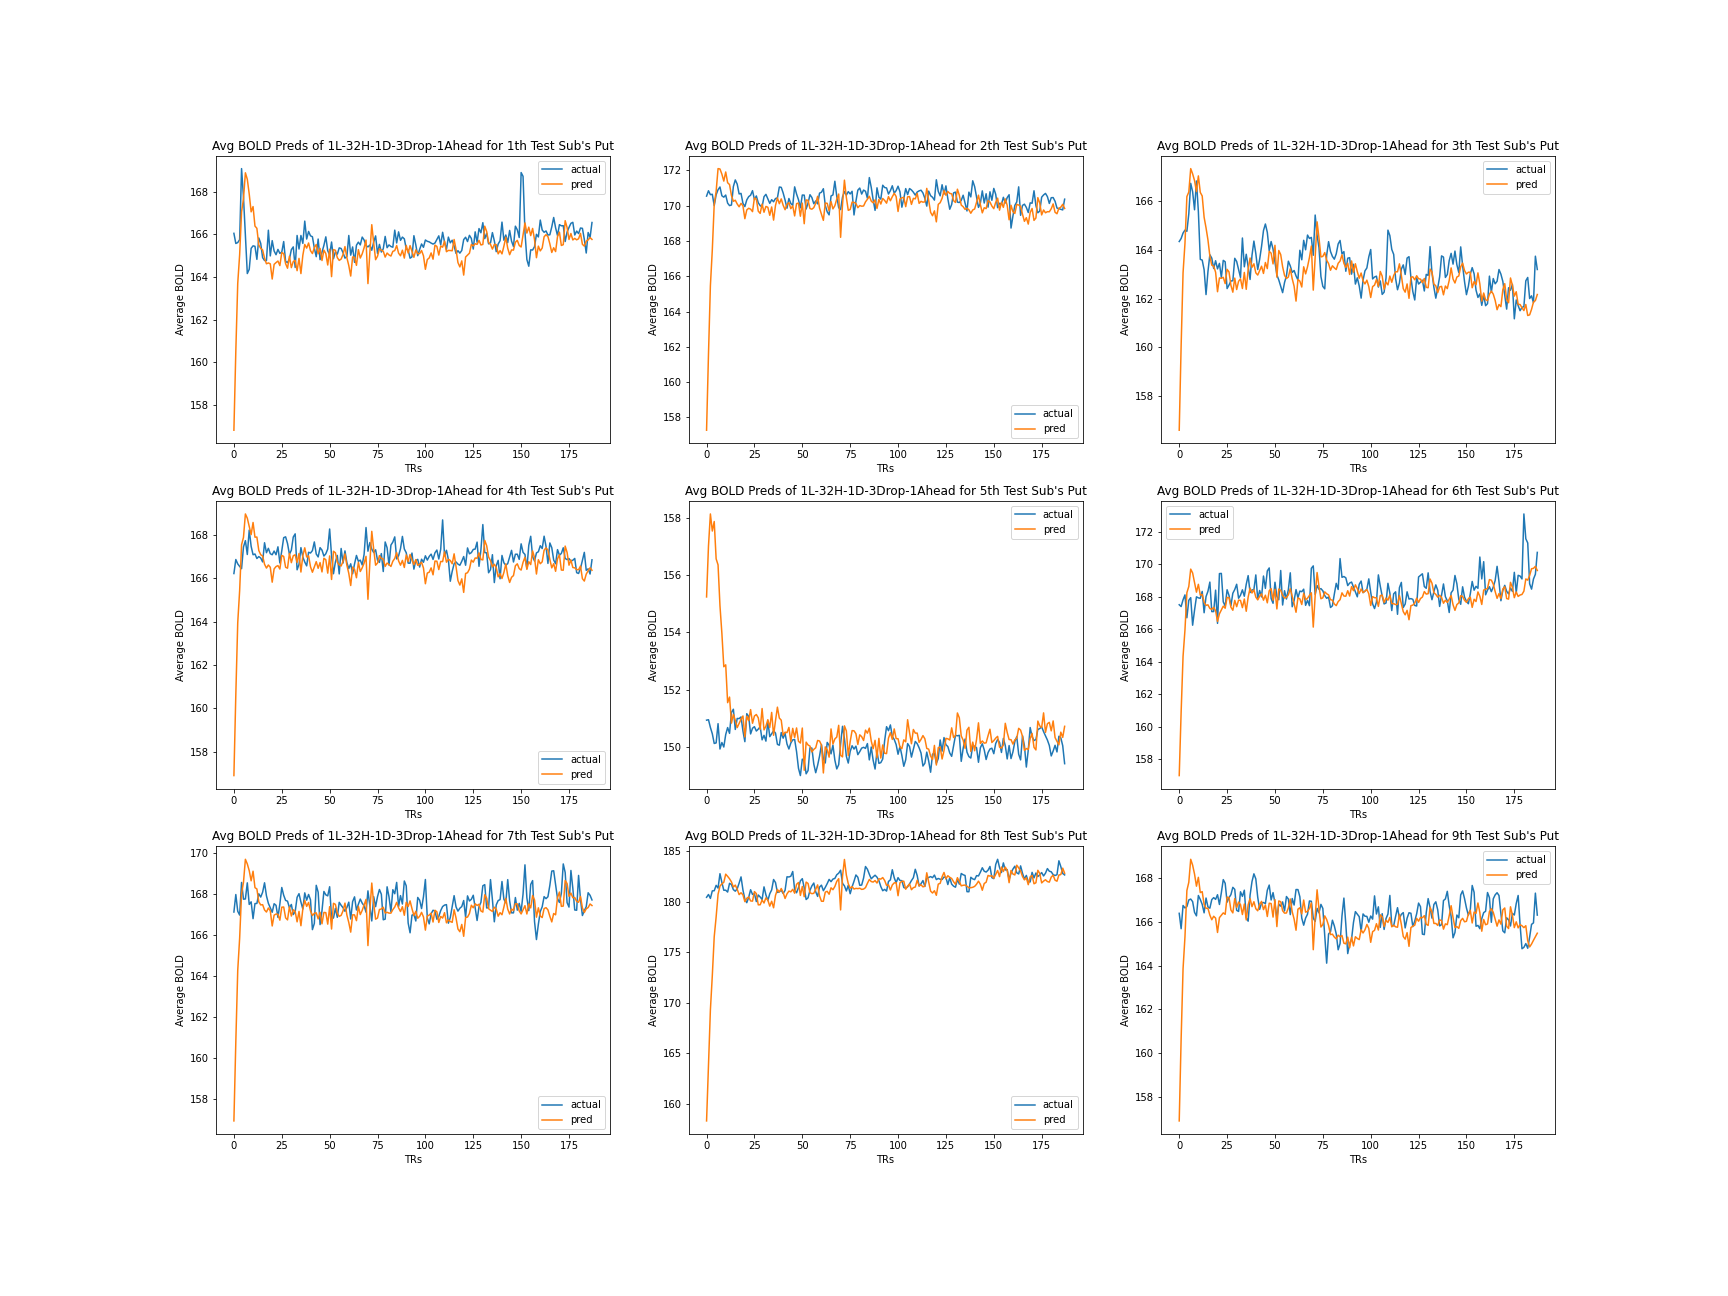 Avg BOLD Preds of 1L-32H-1D-3Drop-1Ahead for 1th Test Sub's Put
168
166
164
162
160
158
Average BOLD
actual
pred
0 25 50 75 100 125 150 175
TRs
Avg BOLD Preds of 1L-32H-1D-3Drop-1Ahead for 2th Test Sub's Put
172
170
168
166
164
162
160
158
Average BOLD
actual
pred
0 25 50 75 100 125 150 175
TRs
Avg BOLD Preds of 1L-32H-1D-3Drop-1Ahead for 3th Test Sub's Put
166
164
162
160
158
Average BOLD
actual
pred
0 25 50 75 100 125 150 175
TRs
Avg BOLD Preds of 1L-32H-1D-3Drop-1Ahead for 4th Test Sub's Put
168
166
164
162
160
158
Average BOLD
actual
pred
0 25 50 75 100 125 150 175
TRs
Avg BOLD Preds of 1L-32H-1D-3Drop-1Ahead for 5th Test Sub's Put
158
156
154
152
150
Average BOLD
actual
pred
0 25 50 75 100 125 150 175
TRs
Avg BOLD Preds of 1L-32H-1D-3Drop-1Ahead for 6th Test Sub's Put
172
170
168
166
164
162
160
158
Average BOLD
actual
pred
0 25 50 75 100 125 150 175
TRs
Avg BOLD Preds of 1L-32H-1D-3Drop-1Ahead for 7th Test Sub's Put
170
168
166
164
162
160
158
Average BOLD
actual
pred
0 25 50 75 100 125 150 175
TRs
Avg BOLD Preds of 1L-32H-1D-3Drop-1Ahead for 8th Test Sub's Put
185
180
175
170
165
160
Average BOLD
actual
pred
0 25 50 75 100 125 150 175
TRs
Avg BOLD Preds of 1L-32H-1D-3Drop-1Ahead for 9th Test Sub's Put
168
166
164
162
160
158
Average BOLD
actual
pred
0 25 50 75 100 125 150 175
TRs